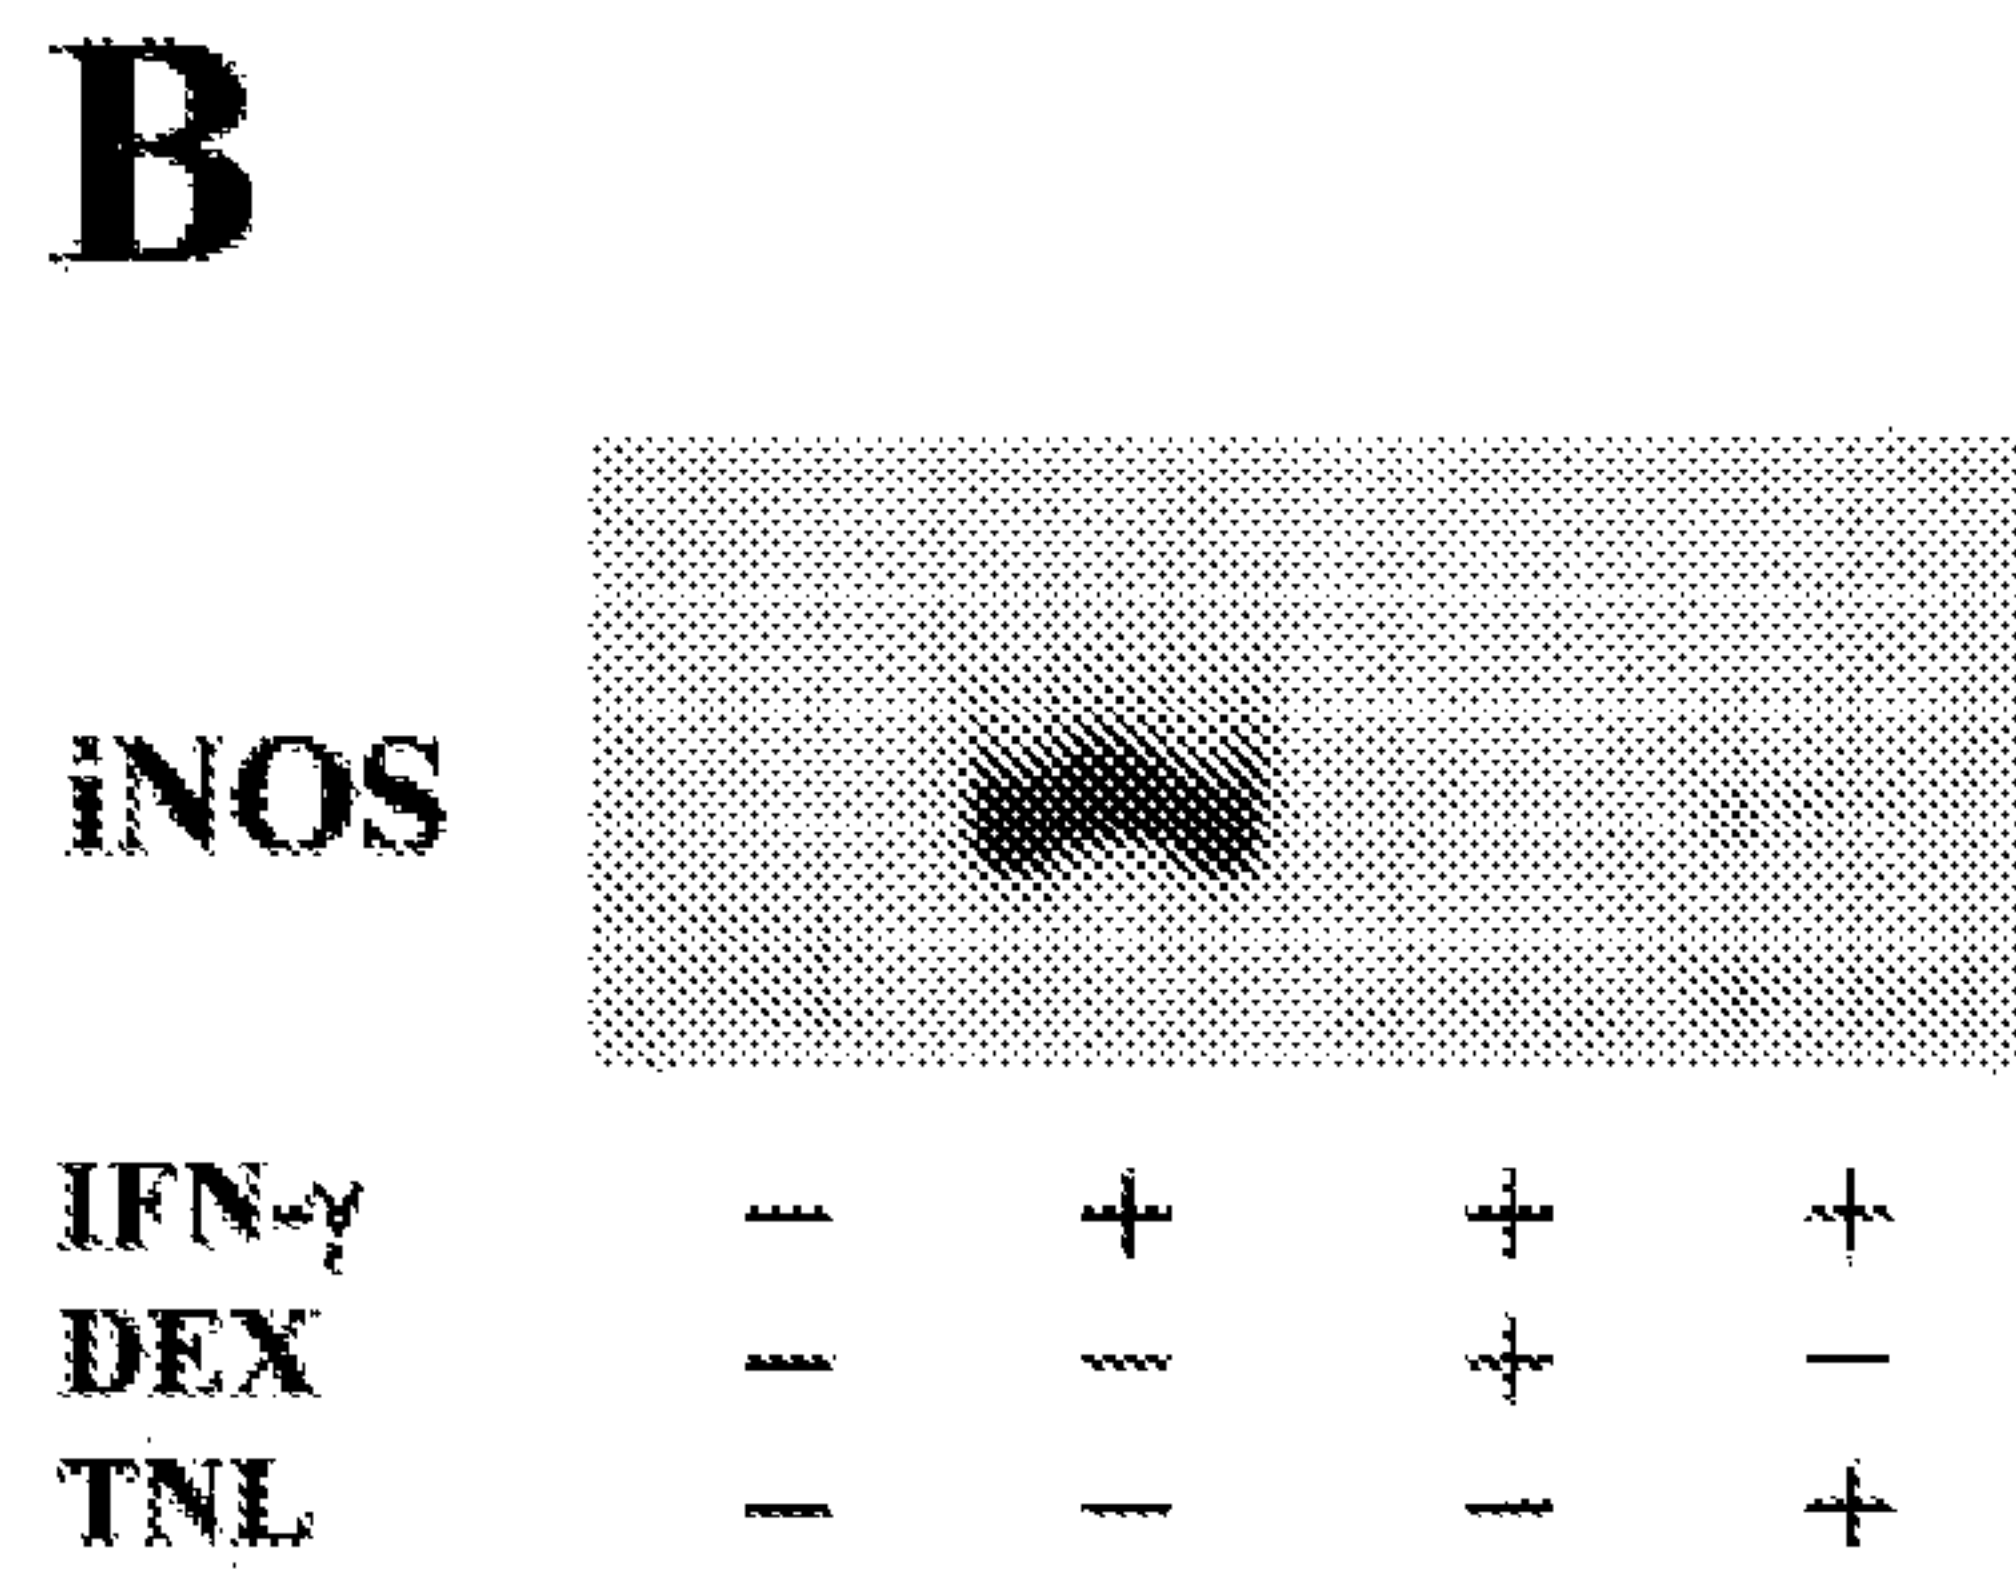 B
iNOS
IFN-γ − + + +
DEX − − + −
TNL − − − +